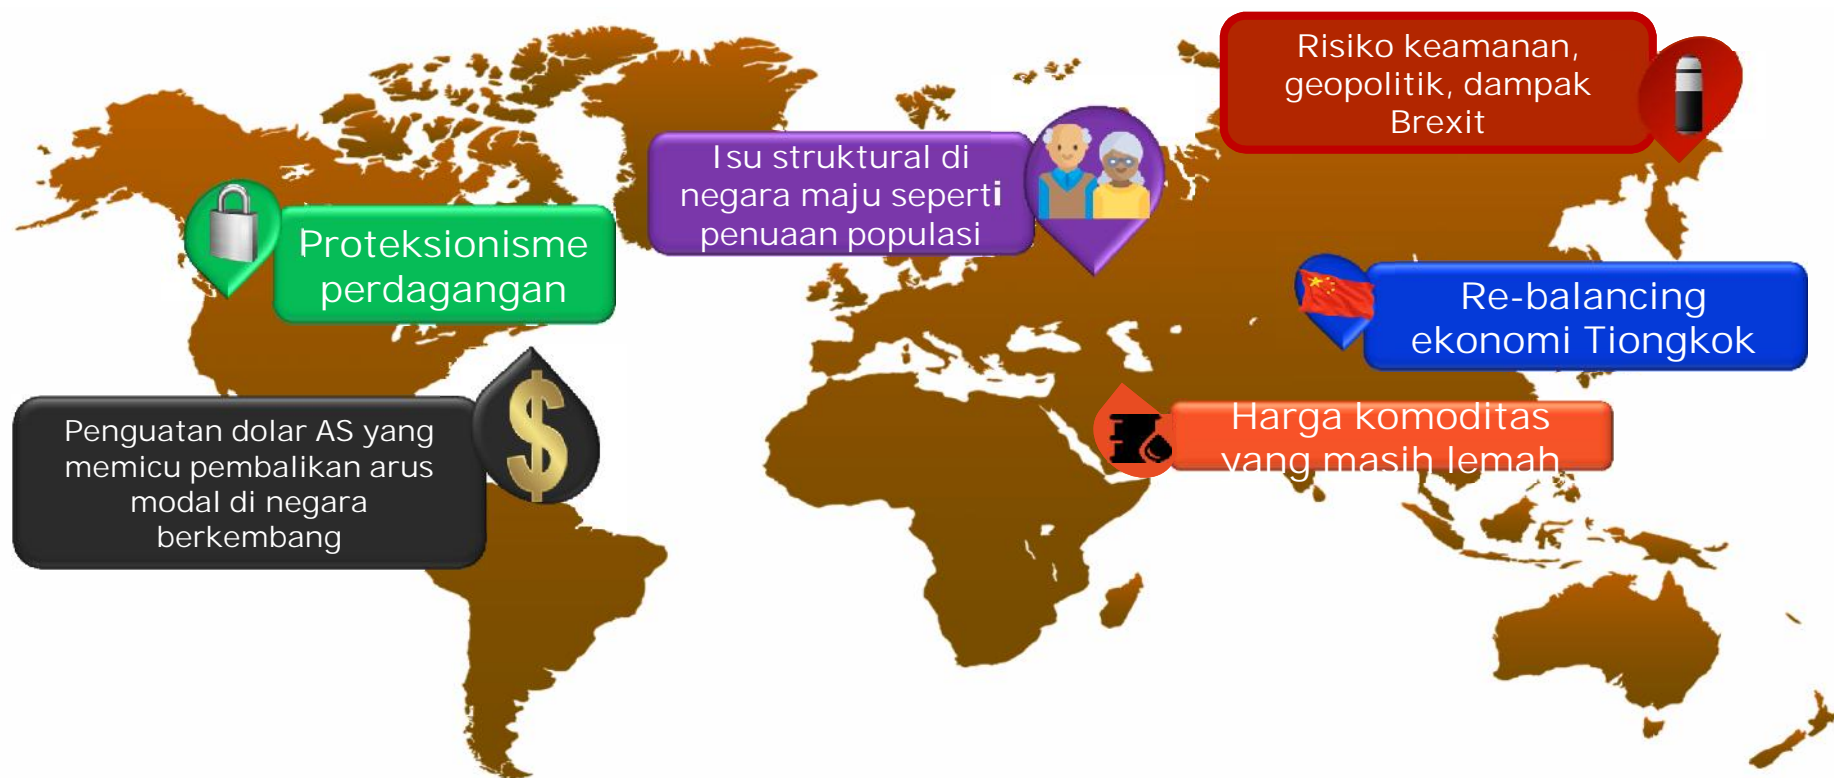 Risiko keamanan,
geopolitik, dampak
Brexit
Isu struktural di
negara maju seperti
penuaan populasi
Proteksionisme
perdagangan
Re-balancing
ekonomi Tiongkok
Penguatan dolar AS yang
memicu pembalikan arus
modal di negara
berkembang
Harga komoditas
yang masih lemah